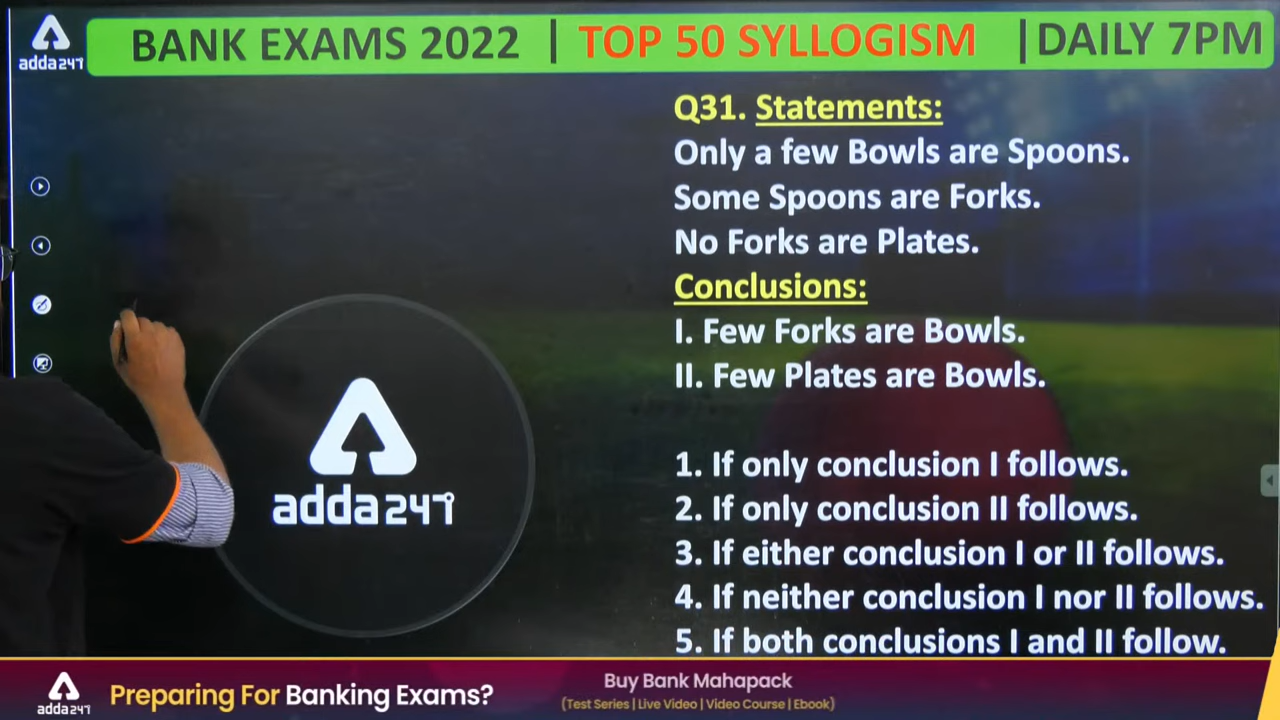 adda247
BANK EXAMS 2022 | TOP 50 SYLLOGISM | DAILY 7PM
Q31. Statements:
Only a few Bowls are Spoons.
Some Spoons are Forks.
No Forks are Plates.
Conclusions:
I. Few Forks are Bowls.
II. Few Plates are Bowls.
1. If only conclusion I follows.
2. If only conclusion II follows.
3. If either conclusion I or II follows.
4. If neither conclusion I nor II follows.
5. If both conclusions I and II follow.
adda247
adda247
Preparing For Banking Exams?
Buy Bank Mahapack
(Test Series | Live Video | Video Course | Ebook)